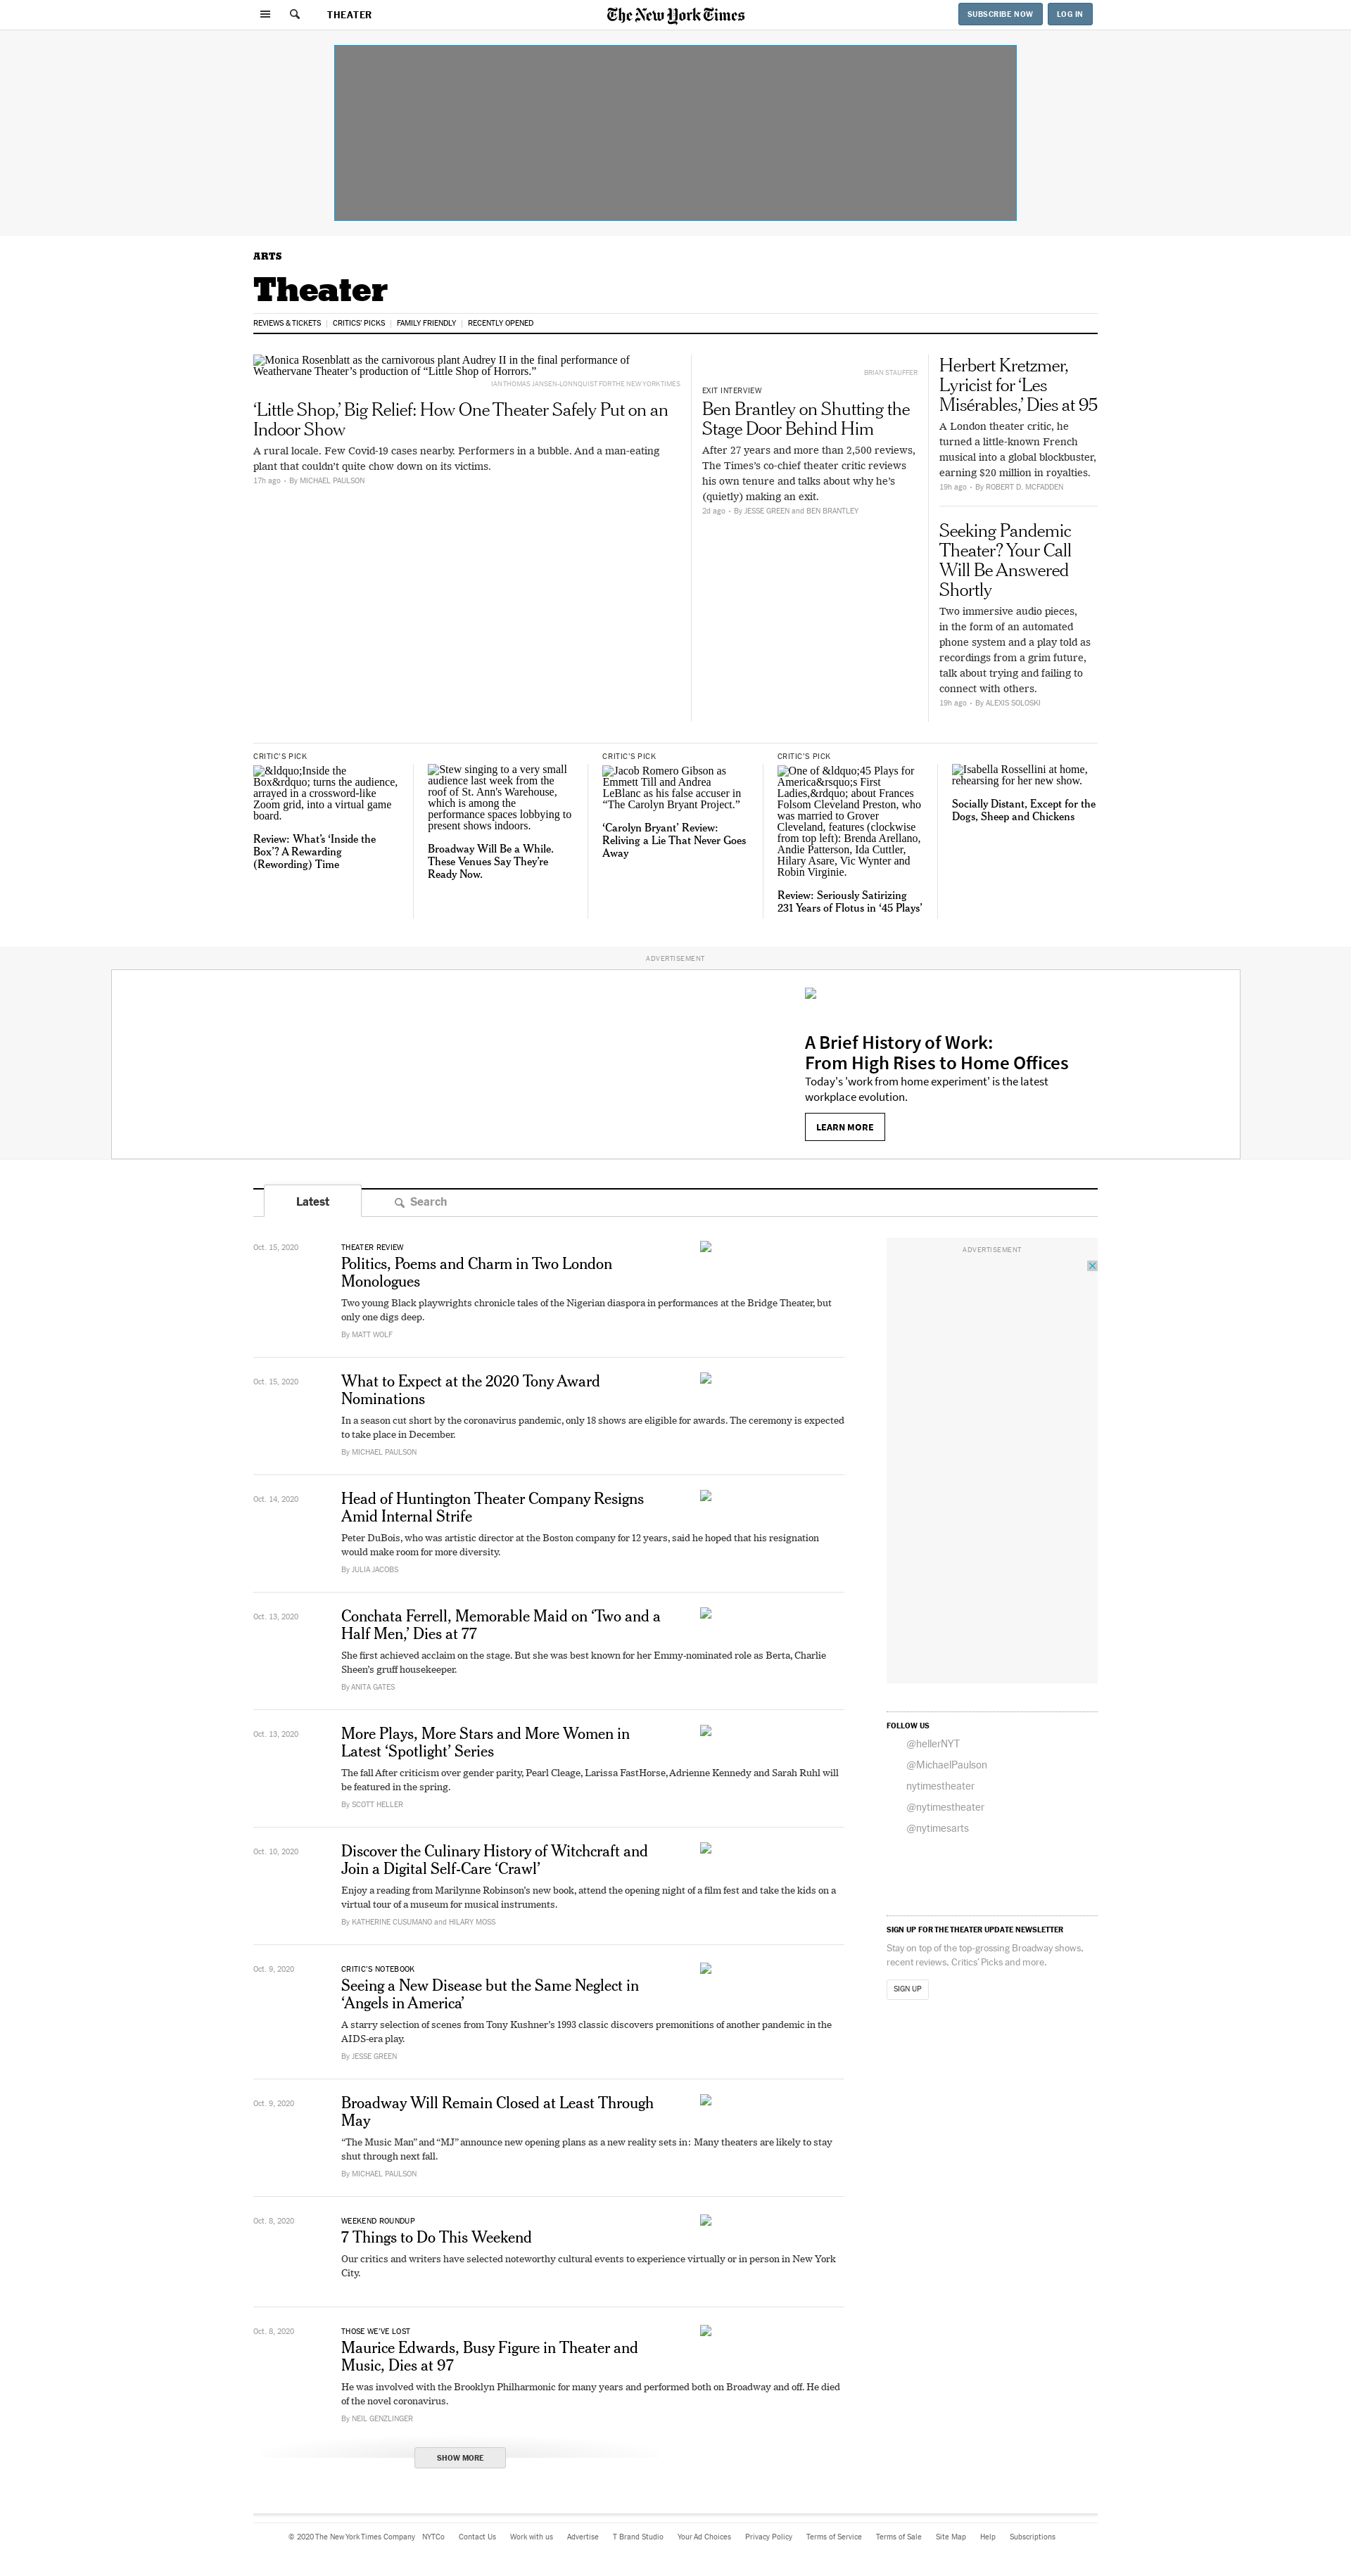 THEATER
The New York Times
SUBSCRIBE NOW
LOG IN
ARTS
Theater
REVIEWS & TICKETS | CRITICS' PICKS | FAMILY FRIENDLY | RECENTLY OPENED
Monica Rosenblatt as the carnivorous plant Audrey II in the final performance of
Weathervane Theater’s production of “Little Shop of Horrors.”
IAN THOMAS JANSEN-LONNQUIST FOR THE NEW YORK TIMES
‘Little Shop,’ Big Relief: How One Theater Safely Put on an
Indoor Show
A rural locale. Few Covid-19 cases nearby. Performers in a bubble. And a man-eating
plant that couldn't quite chow down on its victims.
17h ago - By MICHAEL PAULSON
BRIAN STAUFFER
EXIT INTERVIEW
Ben Brantley on Shutting the
Stage Door Behind Him
After 27 years and more than 2,500 reviews,
The Times’s co-chief theater critic reviews
his own tenure and talks about why he’s
(quietly) making an exit.
2d ago - By JESSE GREEN and BEN BRANTLEY
Herbert Kretzmer,
Lyricist for ‘Les
Misérables,’ Dies at 95
A London theater critic, he
turned a little-known French
musical into a global blockbuster,
earning $20 million in royalties.
19h ago - By ROBERT D. MCFADDEN
Seeking Pandemic
Theater? Your Call
Will Be Answered
Shortly
Two immersive audio pieces,
in the form of an automated
phone system and a play told as
recordings from a grim future,
talk about trying and failing to
connect with others.
19h ago - By ALEXIS SOLOSKI
CRITIC’S PICK
&ldquo;Inside the
Box&rdquo; turns the audience,
arrayed in a crossword-like
Zoom grid, into a virtual game
board.
Review: What’s ‘Inside the
Box’? A Rewarding
(Rewording) Time
Stew singing to a very small
audience last week from the
roof of St. Ann's Warehouse,
which is among the
performance spaces lobbying to
present shows indoors.
Broadway Will Be a While.
These Venues Say They’re
Ready Now.
CRITIC’S PICK
Jacob Romero Gibson as
Emmett Till and Andrea
LeBlanc as his false accuser in
“The Carolyn Bryant Project.”
‘Carolyn Bryant’ Review:
Reliving a Lie That Never Goes
Away
CRITIC’S PICK
One of &ldquo;45 Plays for
America&rsquo;s First
Ladies,&rdquo; about Frances
Folsom Cleveland Preston, who
was married to Grover
Cleveland, features (clockwise
from top left): Brenda Arellano,
Andie Patterson, Ida Cuttler,
Hilary Asare, Vic Wynter and
Robin Virginie.
Review: Seriously Satirizing
231 Years of Flotus in ‘45 Plays’
Isabella Rossellini at home,
rehearsing for her new show.
Socially Distant, Except for the
Dogs, Sheep and Chickens
ADVERTISEMENT
A Brief History of Work:
From High Rises to Home Offices
Today's 'work from home experiment' is the latest
workplace evolution.
LEARN MORE
Latest
Search
Oct. 15, 2020
THEATER REVIEW
Politics, Poems and Charm in Two London
Monologues
Two young Black playwrights chronicle tales of the Nigerian diaspora in performances at the Bridge Theater, but
only one digs deep.
By MATT WOLF
Oct. 15, 2020
What to Expect at the 2020 Tony Award
Nominations
In a season cut short by the coronavirus pandemic, only 18 shows are eligible for awards. The ceremony is expected
to take place in December.
By MICHAEL PAULSON
Oct. 14, 2020
Head of Huntington Theater Company Resigns
Amid Internal Strife
Peter DuBois, who was artistic director at the Boston company for 12 years, said he hoped that his resignation
would make room for more diversity.
By JULIA JACOBS
Oct. 13, 2020
Conchata Ferrell, Memorable Maid on ‘Two and a
Half Men,’ Dies at 77
She first achieved acclaim on the stage. But she was best known for her Emmy-nominated role as Berta, Charlie
Sheen’s gruff housekeeper.
By ANITA GATES
Oct. 13, 2020
More Plays, More Stars and More Women in
Latest ‘Spotlight’ Series
The fall After criticism over gender parity, Pearl Cleage, Larissa FastHorse, Adrienne Kennedy and Sarah Ruhl will
be featured in the spring.
By SCOTT HELLER
Oct. 10, 2020
Discover the Culinary History of Witchcraft and
Join a Digital Self-Care ‘Crawl’
Enjoy a reading from Marilynne Robinson’s new book, attend the opening night of a film fest and take the kids on a
virtual tour of a museum for musical instruments.
By KATHERINE CUSUMANO and HILARY MOSS
Oct. 9, 2020
CRITIC’S NOTEBOOK
Seeing a New Disease but the Same Neglect in
‘Angels in America’
A starry selection of scenes from Tony Kushner’s 1993 classic discovers premonitions of another pandemic in the
AIDS-era play.
By JESSE GREEN
Oct. 9, 2020
Broadway Will Remain Closed at Least Through
May
“The Music Man” and “MJ” announce new opening plans as a new reality sets in: Many theaters are likely to stay
shut through next fall.
By MICHAEL PAULSON
Oct. 8, 2020
WEEKEND ROUNDUP
7 Things to Do This Weekend
Our critics and writers have selected noteworthy cultural events to experience virtually or in person in New York
City.
Oct. 8, 2020
THOSE WE’VE LOST
Maurice Edwards, Busy Figure in Theater and
Music, Dies at 97
He was involved with the Brooklyn Philharmonic for many years and performed both on Broadway and off. He died
of the novel coronavirus.
By NEIL GENZLINGER
SHOW MORE
ADVERTISEMENT
FOLLOW US
@hellerNYT
@MichaelPaulson
nytimestheater
@nytimestheater
@nytimesarts
SIGN UP FOR THE THEATER UPDATE NEWSLETTER
Stay on top of the top-grossing Broadway shows,
recent reviews, Critics’ Picks and more.
SIGN UP
© 2020 The New York Times Company NYTCo Contact Us Work with us Advertise T Brand Studio Your Ad Choices Privacy Policy Terms of Service Terms of Sale Site Map Help Subscriptions